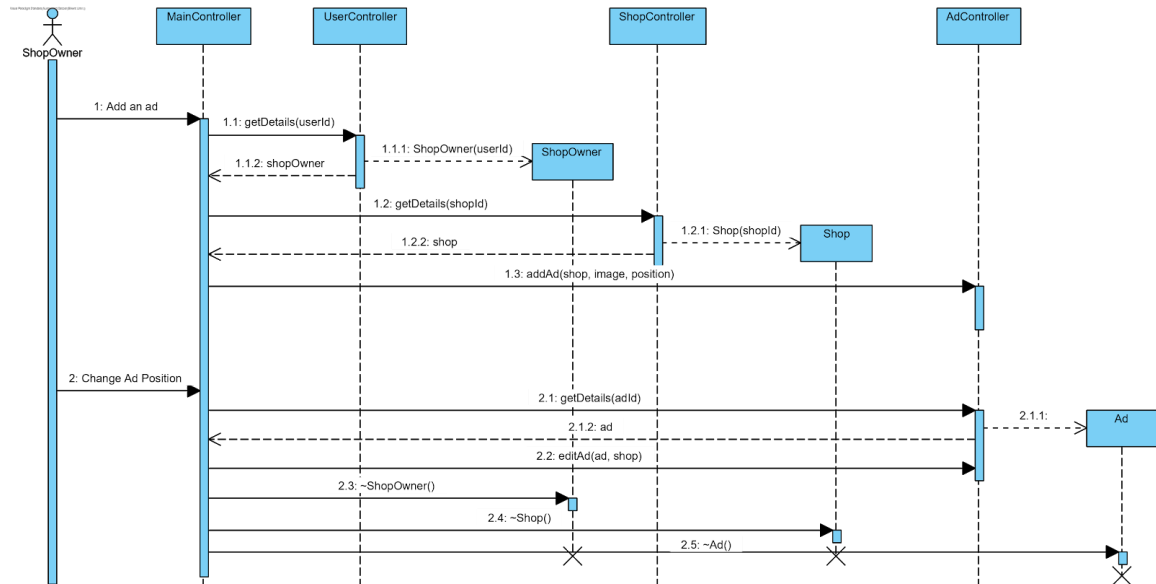 MainController
UserController
ShopController
AdController
ShopOwner
1: Add an ad
1.1: getDetails(userId)
1.1.1: ShopOwner(userId)
ShopOwner
1.1.2: shopOwner
1.2: getDetails(shopId)
1.2.1: Shop(shopId)
Shop
1.2.2: shop
1.3: addAd(shop, image, position)
2: Change Ad Position
2.1: getDetails(adId)
2.1.1:
Ad
2.1.2: ad
2.2: editAd(ad, shop)
2.3: ~ShopOwner()
2.4: ~Shop()
2.5: ~Ad()